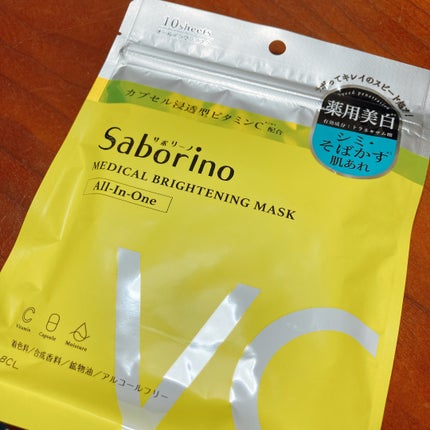 10sheets
カプセル浸透型ビタミンC 配合
サボリーノ
Saborino
MEDICAL BRIGHTENING MASK
All-In-One
薬用美白
シミ・
そばかす
肌あれ
VC
Vitamin
Capsule
Moisture
着色料/合成香料/鉱物油/アルコールフリー
BCL